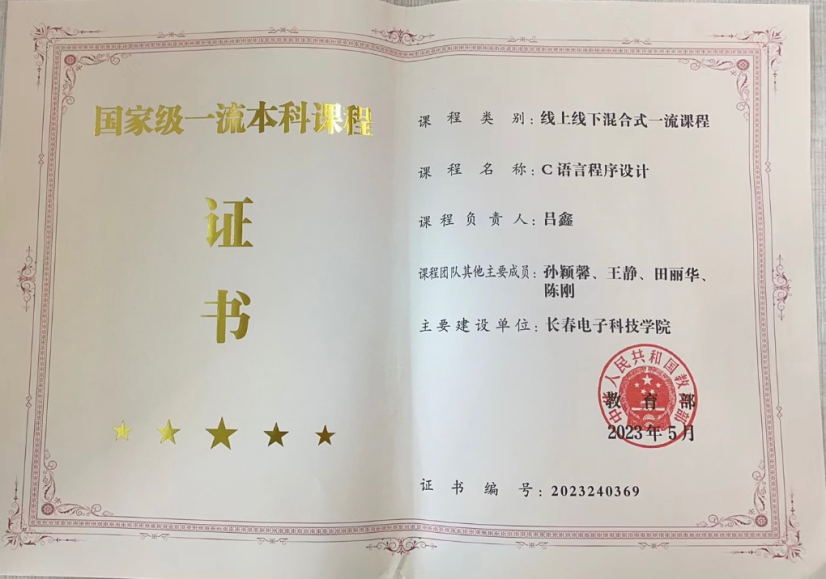 国家级一流本科课程
证
书
课程类别：线上线下混合式一流课程
课程名称：C语言程序设计
课程负责人：吕鑫
课程团队其他主要成员：孙颖馨、王静、田丽华、
陈刚
主要建设单位：长春电子科技学院
中华人民共和国教育部
教育部
2023年5月
证书编号：2023240369